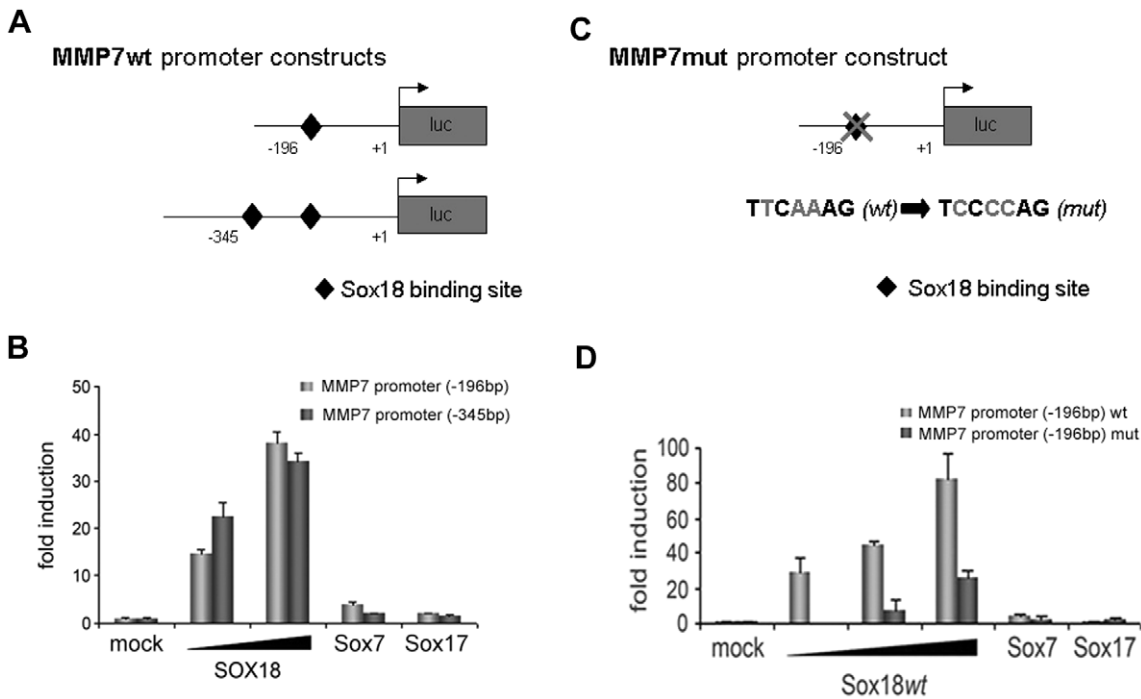 A
MMP7wt promoter constructs
luc
-196
+1
luc
-345
+1
Sox18 binding site
B
50
40
30
20
10
0
fold induction
MMP7 promoter (-196bp)
MMP7 promoter (-345bp)
mock
SOX18
Sox7
Sox17
C
MMP7mut promoter construct
luc
-196
+1
TTCAAAG (wt) TCCCCAG (mut)
Sox18 binding site
D
MMP7 promoter (-196bp) wt
MMP7 promoter (-196bp) mut
100
80
60
40
20
0
fold induction
mock
Sox18wt
Sox7
Sox17